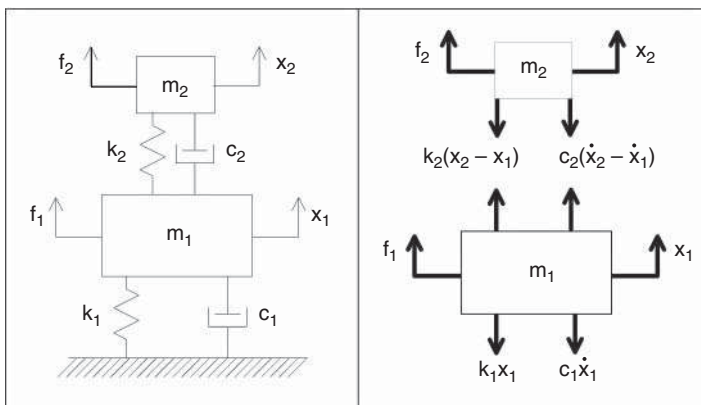 f₂
x₂
m₂
k₂
c₂
f₁
x₁
m₁
k₁
c₁
f₂
x₂
m₂
k₂(x₂ − x₁)
c₂(ẋ₂ − ẋ₁)
f₁
x₁
m₁
k₁x₁
c₁ẋ₁